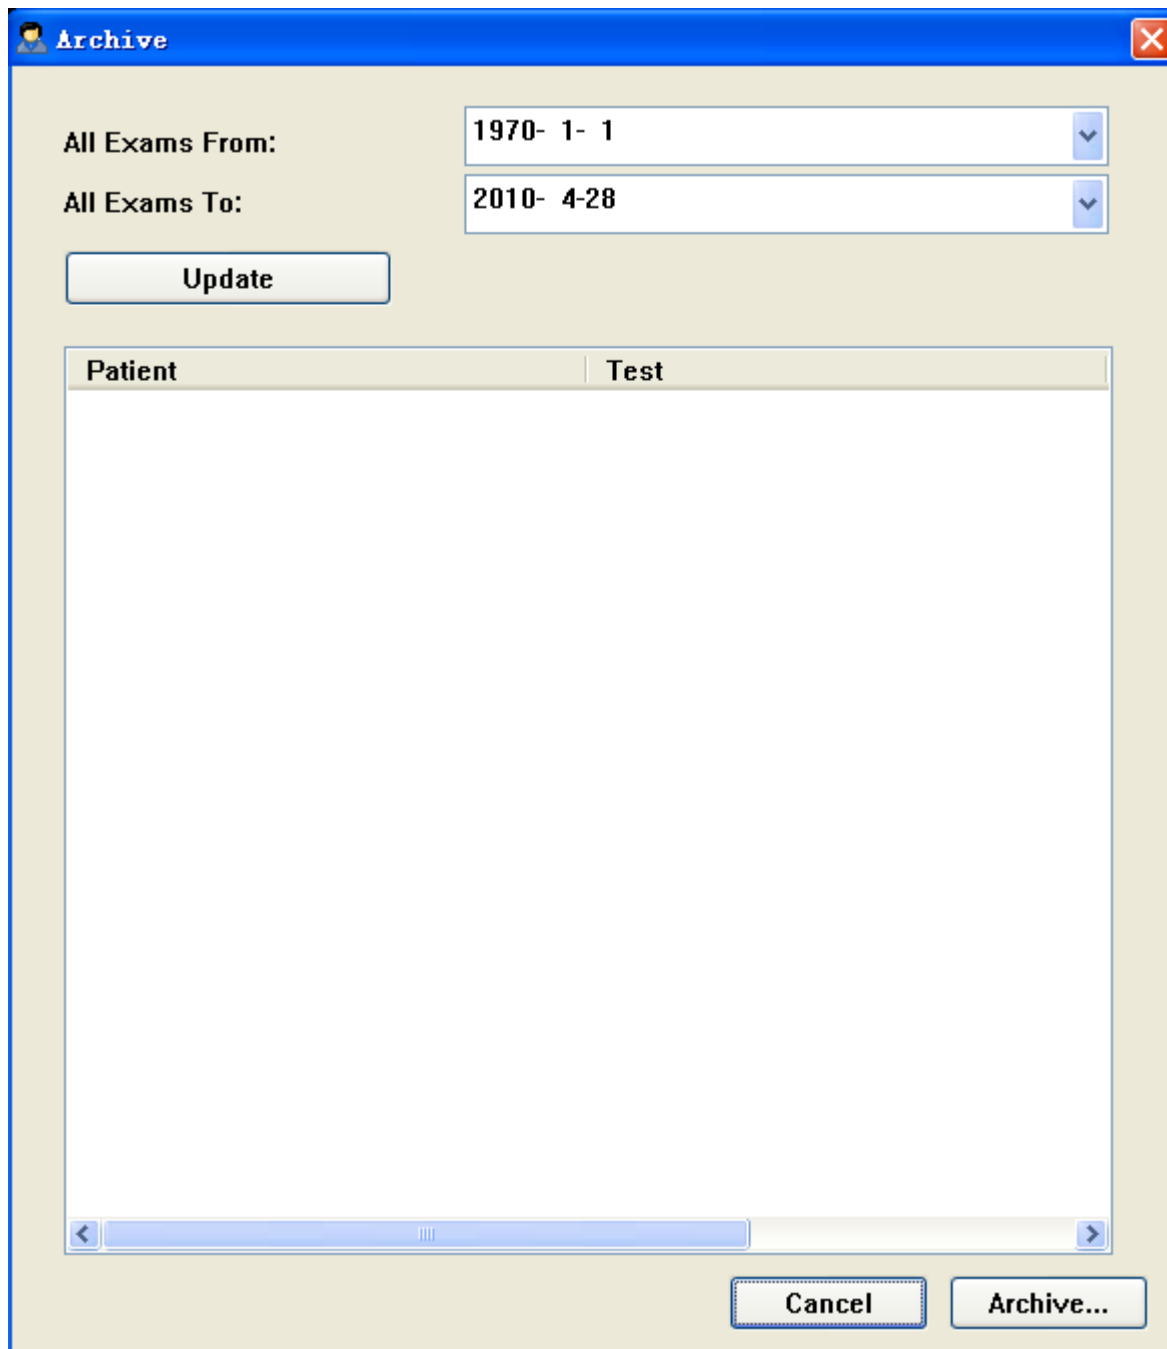 Archive
All Exams From: 1970- 1- 1
All Exams To: 2010- 4-28
Update
Patient Test
Cancel Archive...